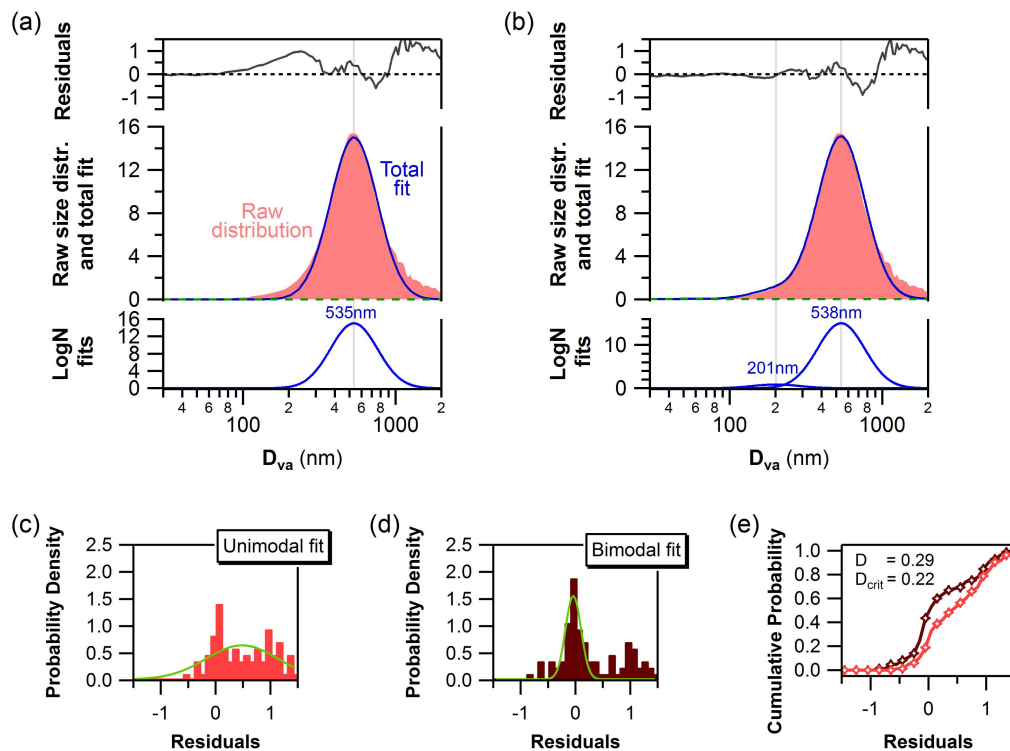 (a)
Residuals
1
0
-1
Raw size distr.
and total fit
16
12
8
4
0
Total
fit
Raw
distribution
LogN
fits
16
12
8
4
0
535nm
4 6 8 2 4 6 8 2
100 1000
Dva (nm)
(b)
Residuals
1
0
-1
Raw size distr.
and total fit
16
12
8
4
0
LogN
fits
10
0
538nm
201nm
4 6 8 2 4 6 8 2
100 1000
Dva (nm)
(c)
Unimodal fit
Probability Density
2.5
2.0
1.5
1.0
0.5
0.0
-1 0 1
Residuals
(d)
Bimodal fit
Probability Density
2.5
2.0
1.5
1.0
0.5
0.0
-1 0 1
Residuals
(e)
Cumulative Probability
1.0
0.8
0.6
0.4
0.2
0.0
D = 0.29
Dcrit = 0.22
-1 0 1
Residuals